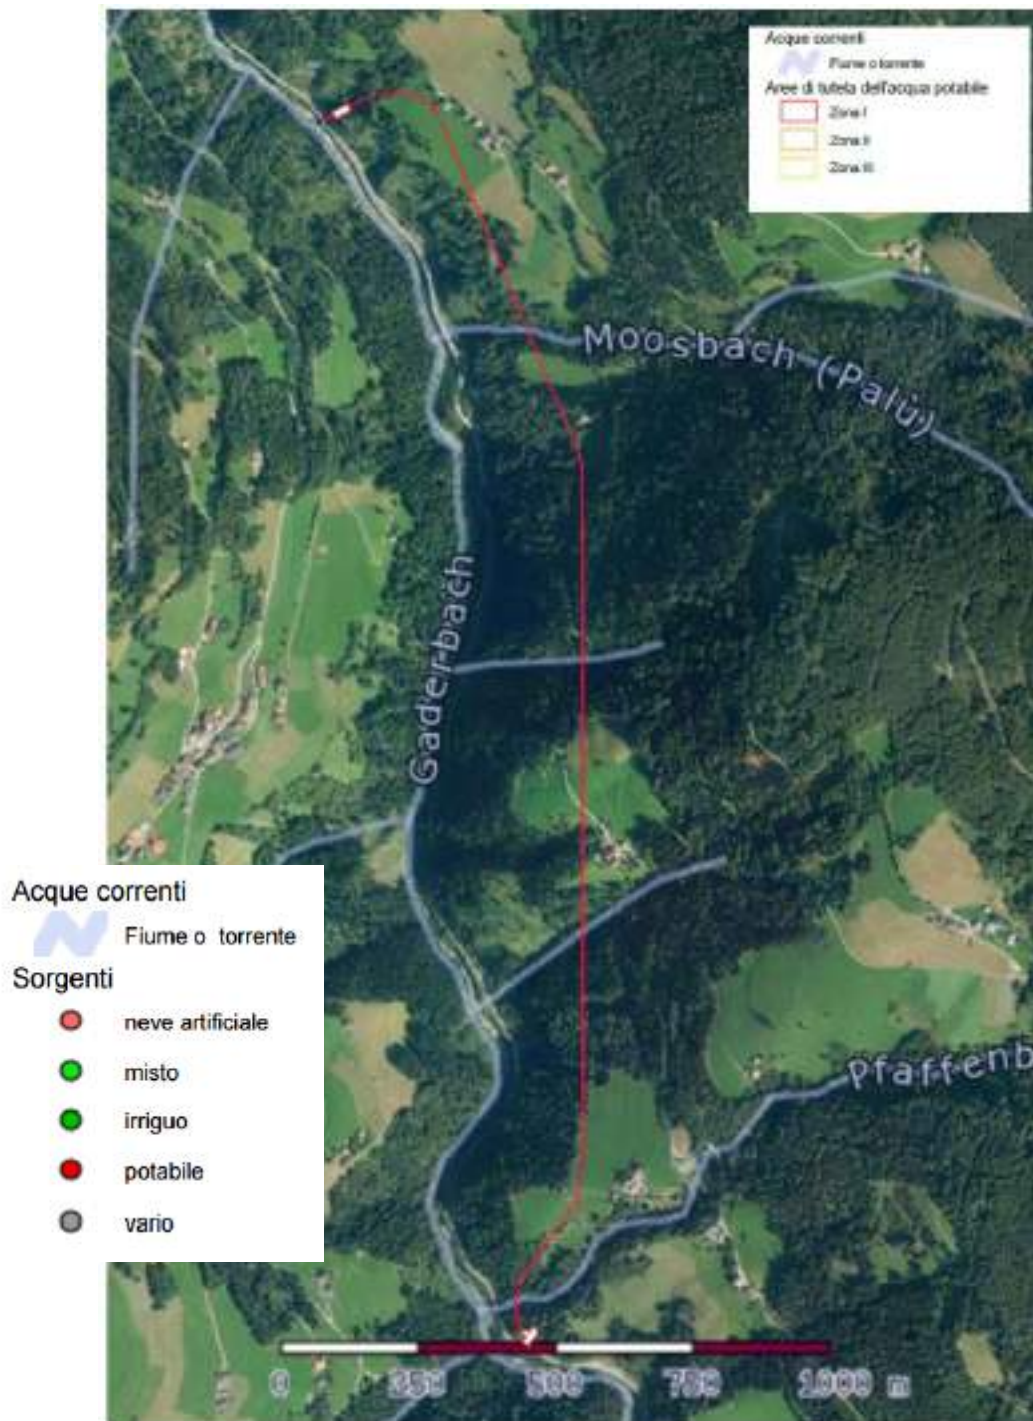 Acque correnti
Fiume o torrente
Aree di tutela dell'acqua potabile
Zona I
Zona II
Zona III
Moosbach (Palù)
Gaderbach
Acque correnti
Fiume o torrente
Sorgenti
neve artificiale
misto
irriguo
potabile
vario
Pfaffenb
0 250 500 750 1000 m